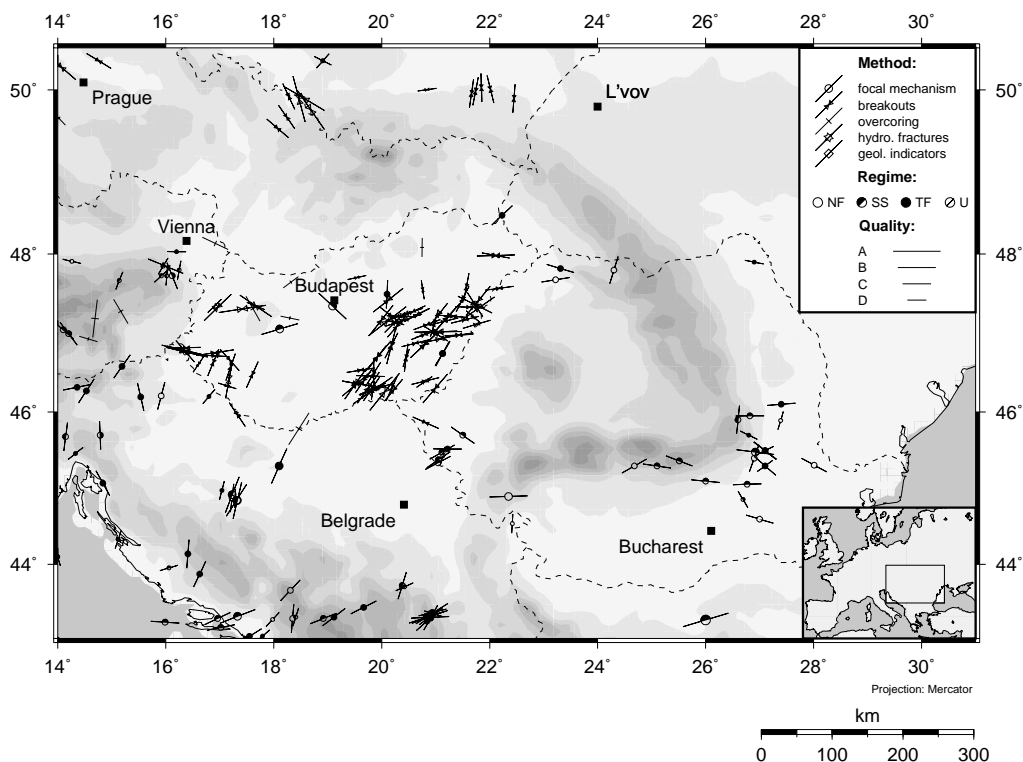 14˚ 16˚ 18˚ 20˚ 22˚ 24˚ 26˚ 28˚ 30˚
50˚ 50˚
48˚ 48˚
46˚ 46˚
44˚ 44˚
Prague
L'vov
Vienna
Budapest
Belgrade
Bucharest
Method:
focal mechanism
breakouts
overcoring
hydro. fractures
geol. indicators
Regime:
NF SS TF U
Quality:
A
B
C
D
14˚ 16˚ 18˚ 20˚ 22˚ 24˚ 26˚ 28˚ 30˚
Projection: Mercator
km
0 100 200 300